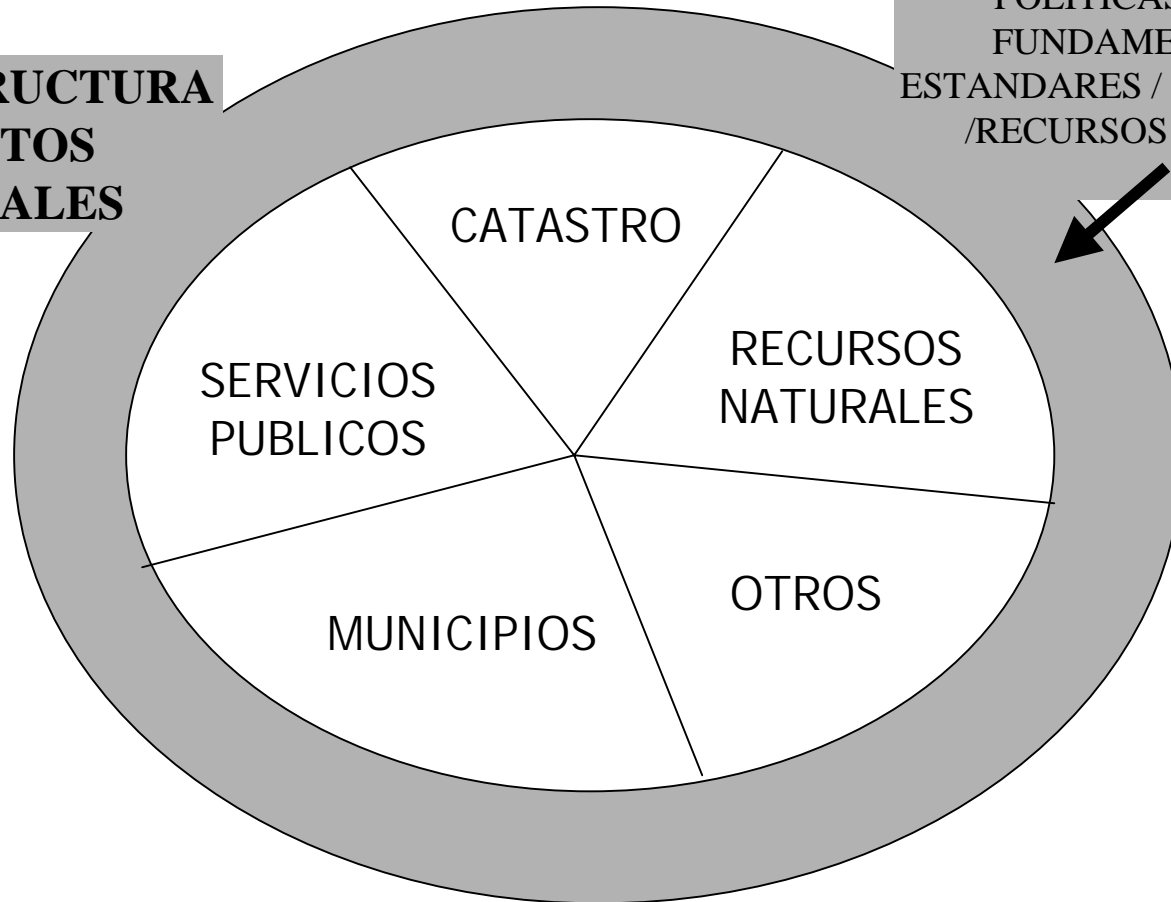 RUCTURA
TOS
ALES
POLITICAS
FUNDAME
ESTANDARES /
/RECURSOS
CATASTRO
RECURSOS
NATURALES
SERVICIOS
PUBLICOS
OTROS
MUNICIPIOS